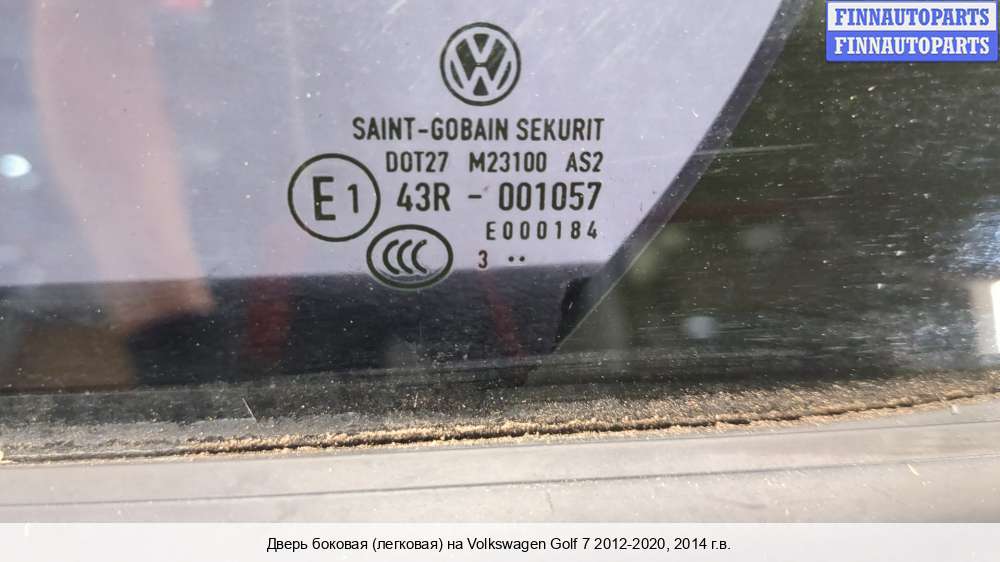 FINNAUTOPARTS
FINNAUTOPARTS
SAINT-GOBAIN SEKURIT
DOT27 M23100 AS2
E1 43R - 001057
E000184
CCC 3 ..
Дверь боковая (легковая) на Volkswagen Golf 7 2012-2020, 2014 г.в.